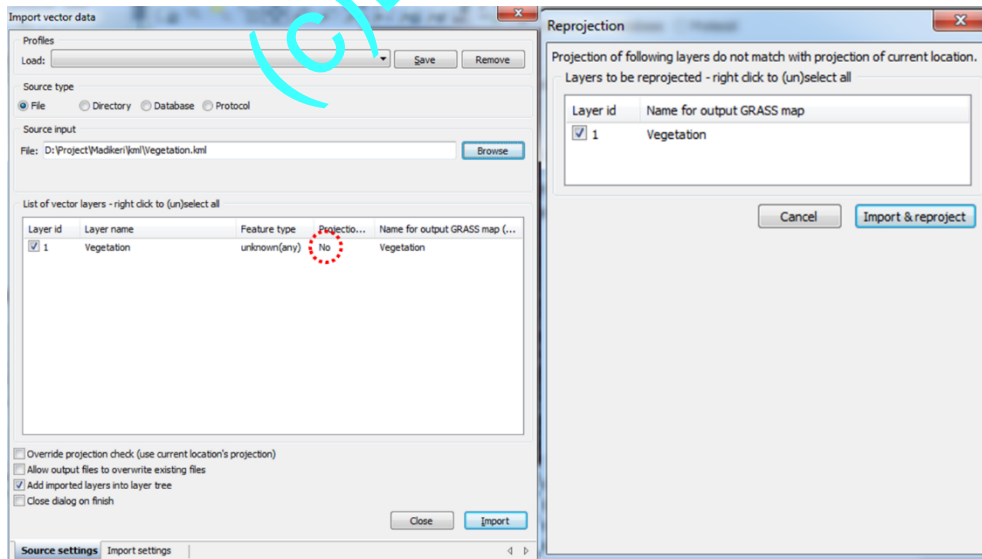 Import vector data
Profiles
Load:
Save
Remove
Source type
File
Directory
Database
Protocol
Source input
File: D:\Project\Madikeri\kml\Vegetation.kml
Browse
List of vector layers - right click to (un)select all
Layer id Layer name Feature type Projectio... Name for output GRASS map (...
1 Vegetation unknown(any) No Vegetation
Override projection check (use current location's projection)
Allow output files to overwrite existing files
Add imported layers into layer tree
Close dialog on finish
Close
Import
Source settings Import settings
Reprojection
Projection of following layers do not match with projection of current location.
Layers to be reprojected - right click to (un)select all
Layer id Name for output GRASS map
1 Vegetation
Cancel
Import & reproject